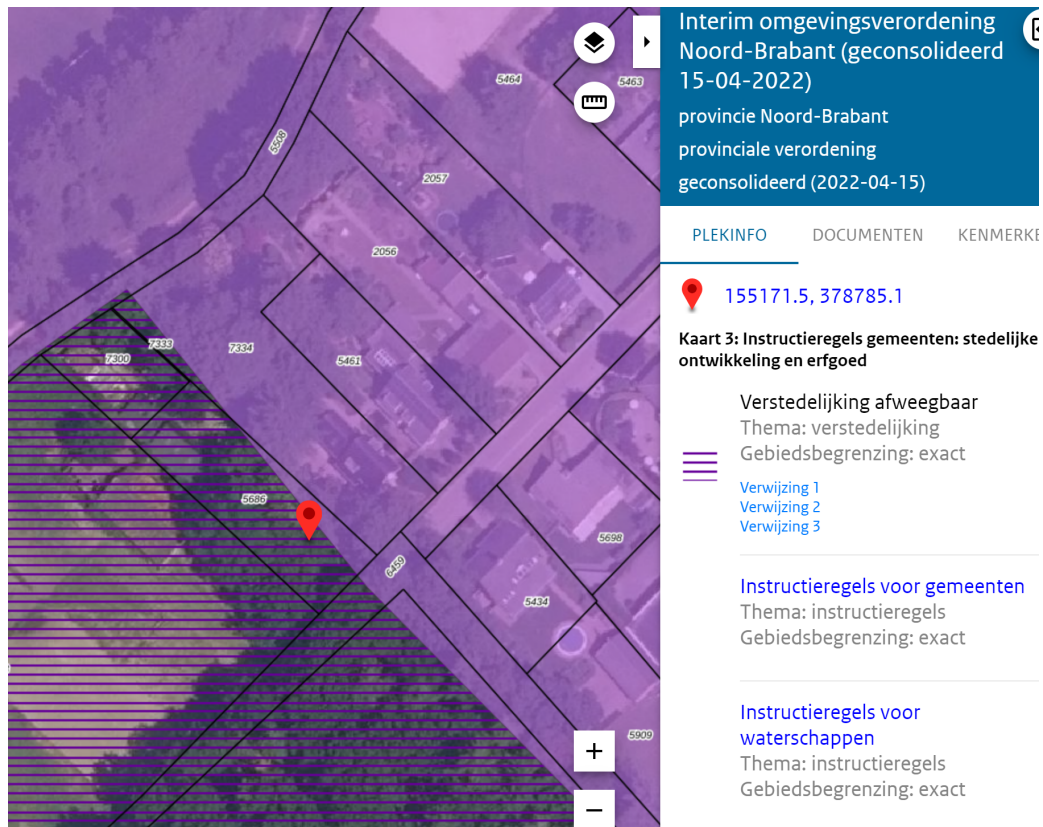 Interim omgevingsverordening
Noord-Brabant (geconsolideerd
15-04-2022)
provincie Noord-Brabant
provinciale verordening
geconsolideerd (2022-04-15)
PLEKINFO DOCUMENTEN KENMERKE
155171.5, 378785.1
Kaart 3: Instructieregels gemeenten: stedelijke
ontwikkeling en erfgoed
Verstedelijking afweegbaar
Thema: verstedelijking
Gebiedsbegrenzing: exact
Verwijzing 1
Verwijzing 2
Verwijzing 3
Instructieregels voor gemeenten
Thema: instructieregels
Gebiedsbegrenzing: exact
Instructieregels voor
waterschappen
Thema: instructieregels
Gebiedsbegrenzing: exact
5464
5463
5508
2057
2056
7333
7334
7300
5461
5686
5698
6459
5434
5909
+
−